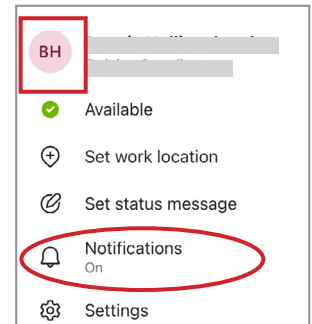 BH
Available
Set work location
Set status message
Notifications
On
Settings